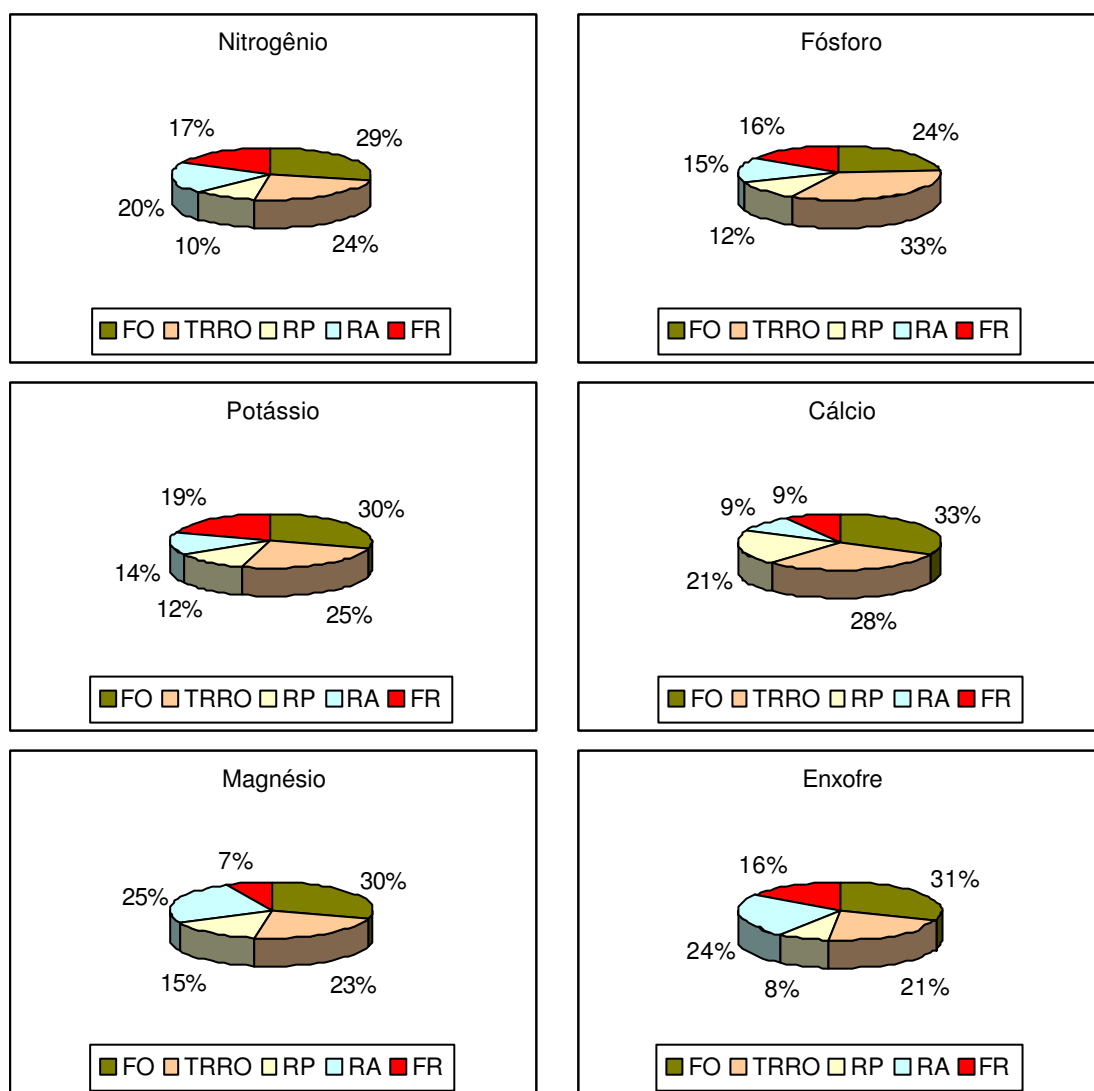 Nitrogênio
17%
29%
20%
10%
24%
FO TRRO RP RA FR
Fósforo
16%
24%
15%
12%
33%
FO TRRO RP RA FR
Potássio
19%
30%
14%
12%
25%
FO TRRO RP RA FR
Cálcio
9%
9%
33%
21%
28%
FO TRRO RP RA FR
Magnésio
7%
25%
30%
15%
23%
FO TRRO RP RA FR
Enxofre
16%
31%
24%
8%
21%
FO TRRO RP RA FR